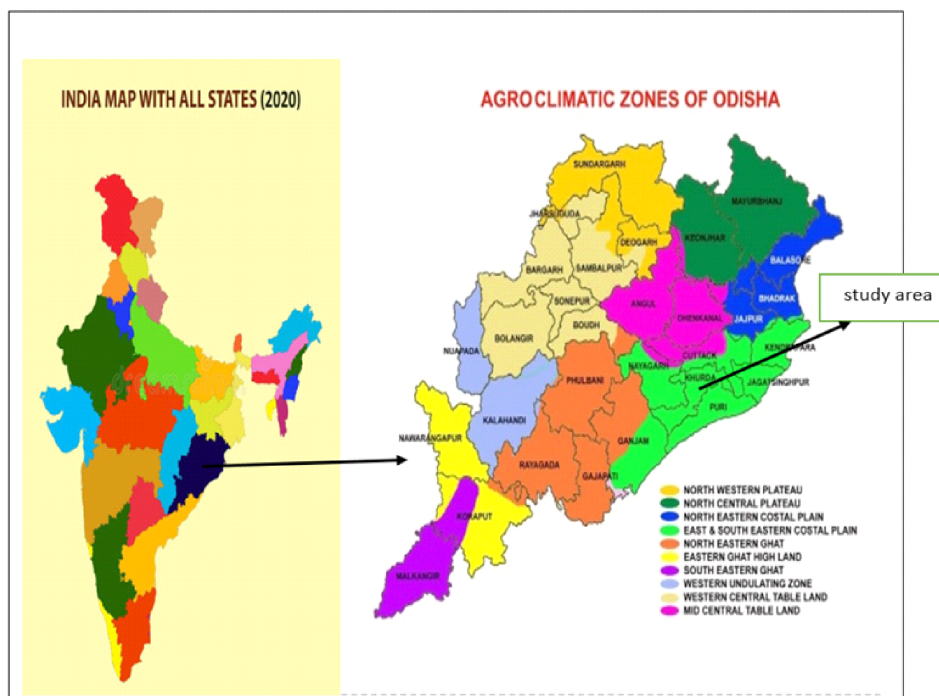 INDIA MAP WITH ALL STATES (2020)
AGROCLIMATIC ZONES OF ODISHA
SUNDARGARH
JHARSUGUDA
DEOGARH
KEONJHAR
MAYURBHANJ
BARGARH
SAMBALPUR
BALASO-E
study area
SONEPUR
ANGUL
DHENKANAL
BHADRAK
JAJPUR
BOLANGIR
BOUDH
NUAPADA
CUTTACK
KENDRAPARA
NAYAGARH
PHULBANI
KHURDA
JAGATSINGHPUR
PURI
KALAHANDI
NAWARANGAPUR
GANJAM
RAYAGADA
GAJAPATI
KORAPUT
MALKANGIR
NORTH WESTERN PLATEAU
NORTH CENTRAL PLATEAU
NORTH EASTERN COSTAL PLAIN
EAST & SOUTH EASTERN COSTAL PLAIN
NORTH EASTERN GHAT
EASTERN GHAT HIGH LAND
SOUTH EASTERN GHAT
WESTERN UNDULATING ZONE
WESTERN CENTRAL TABLE LAND
MID CENTRAL TABLE LAND